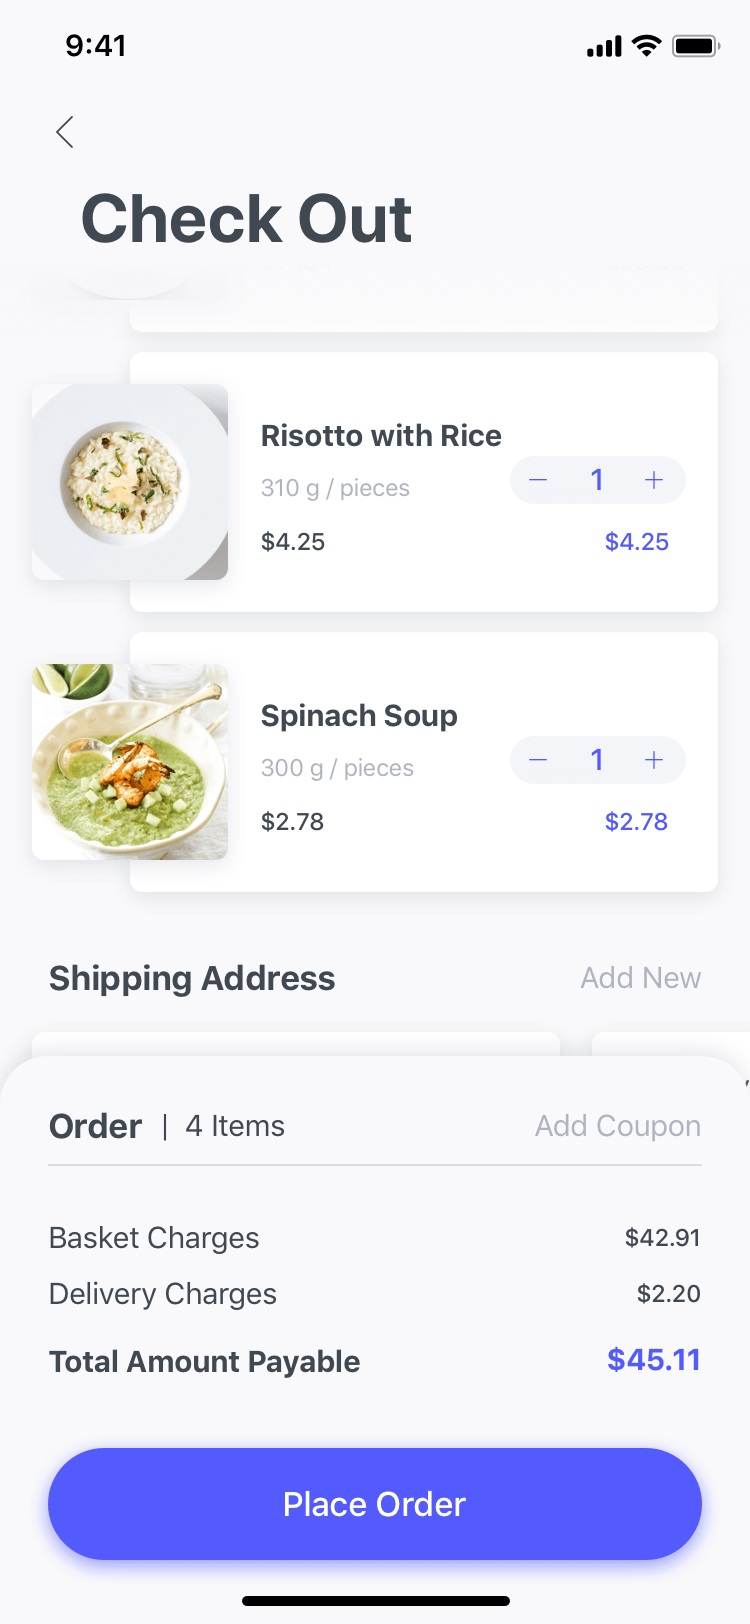 9:41
Check Out
Risotto with Rice
310 g / pieces
1
$4.25
$4.25
Spinach Soup
300 g / pieces
1
$2.78
$2.78
Shipping Address
Add New
Order | 4 Items
Add Coupon
Basket Charges
$42.91
Delivery Charges
$2.20
Total Amount Payable
$45.11
Place Order